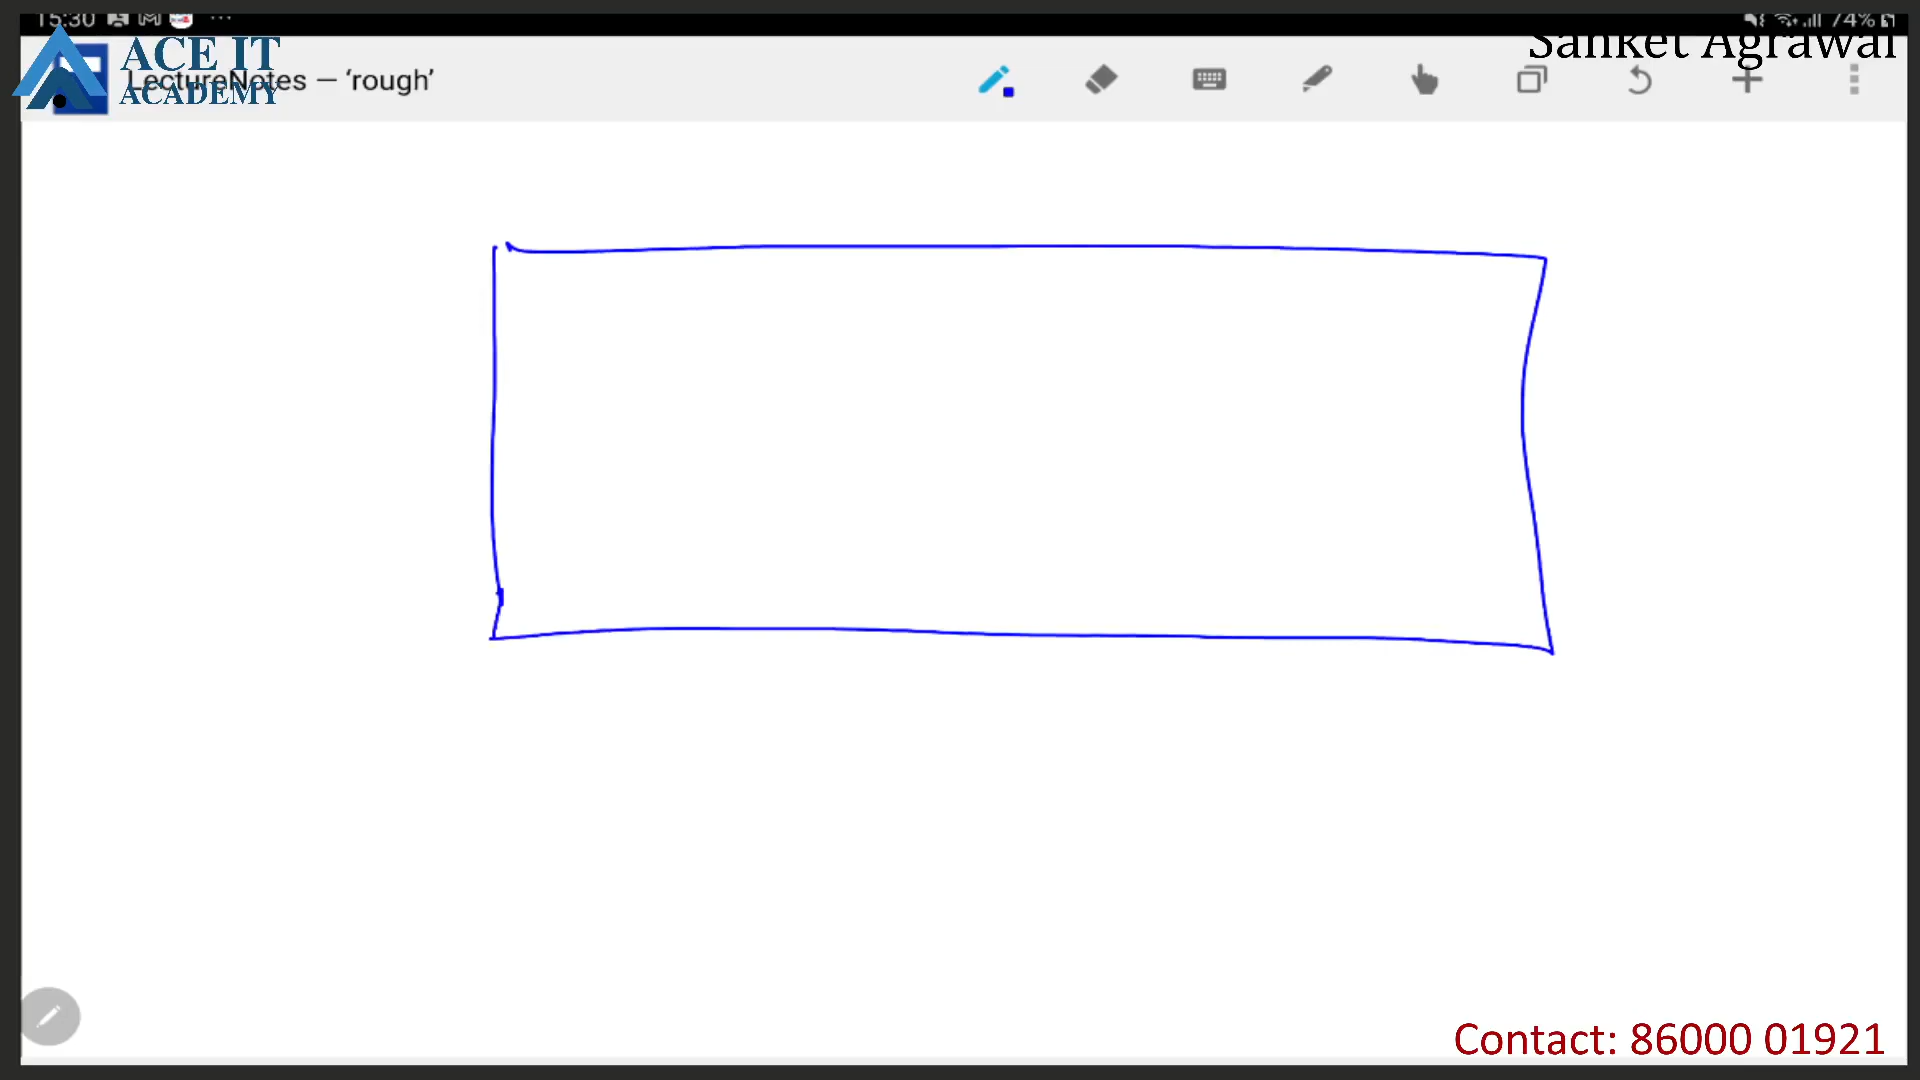 15:30 ... 74%
Sanket Agrawal
ACE IT
ACADEMY
LectureNotes — ‘rough’
Contact: 86000 01921